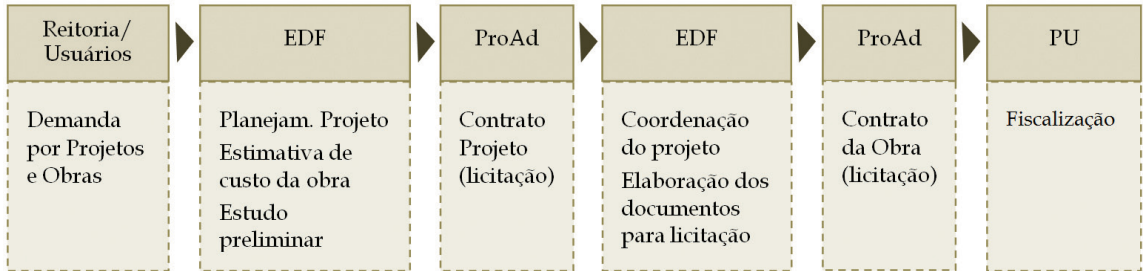 Reitoria/
Usuários
EDF
ProAd
EDF
ProAd
PU
Demanda
por Projetos
e Obras
Planejam. Projeto
Estimativa de
custo da obra
Estudo
preliminar
Contrato
Projeto
(licitação)
Coordenação
do projeto
Elaboração dos
documentos
para licitação
Contrato
da Obra
(licitação)
Fiscalização